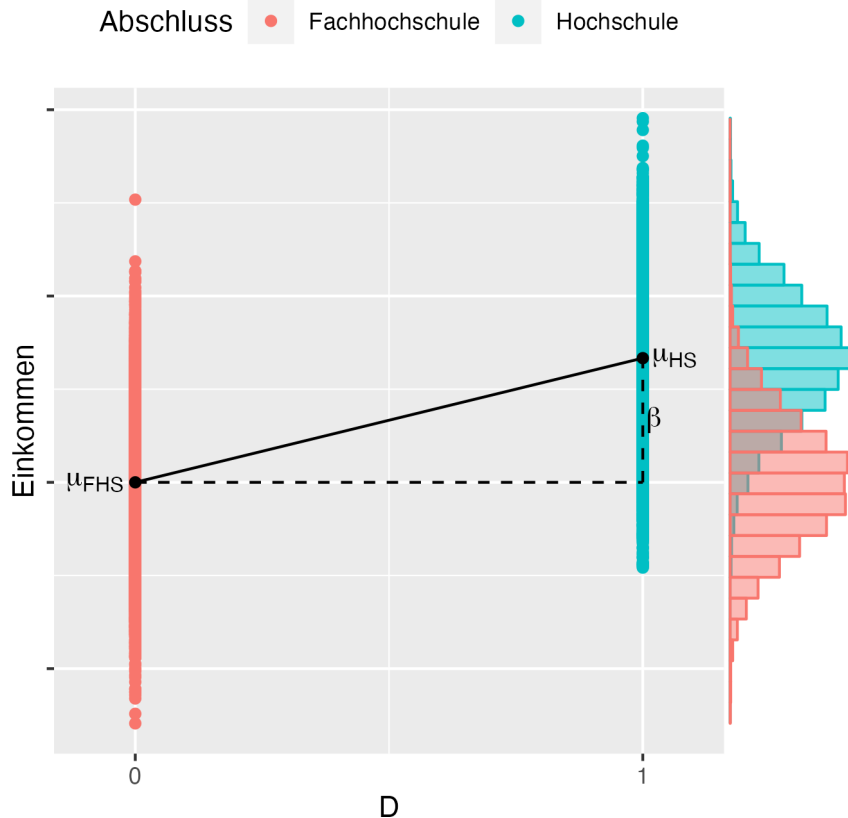 Abschluss Fachhochschule Hochschule
Einkommen
μHS
β
μFHS
0 1
D